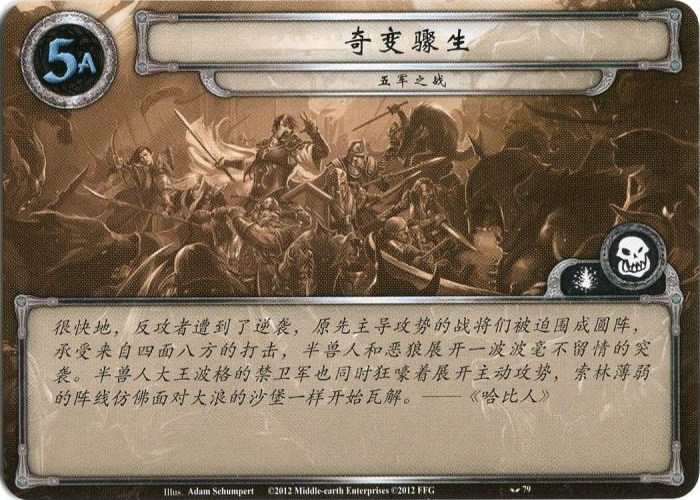 5A
奇变骤生
五军之战
很快地，反攻者遭到了逆袭，原先主导攻势的战将们被迫围成圆阵，
承受来自四面八方的打击，半兽人和恶狼展开一波波毫不留情的突
袭。半兽人大王波格的禁卫军也同时狂嚎着展开主动攻势，索林薄弱
的阵线仿佛面对大浪的沙堡一样开始瓦解。——《哈比人》
Illus. Adam Schumpert ©2012 Middle-earth Enterprises ©2012 FFG 79